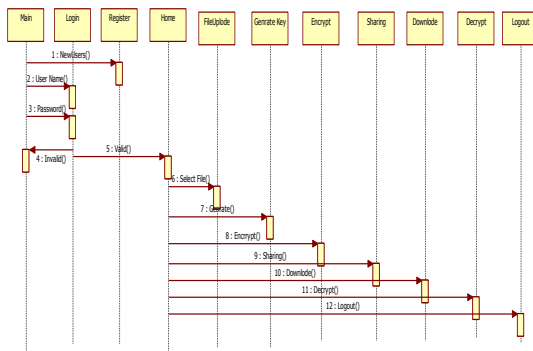 Main
Login
Register
Home
FileUplode
Genrate Key
Encrypt
Sharing
Downlode
Decrypt
Logout
1 : NewUsers()
2 : User Name()
3 : Password()
4 : Invalid()
5 : Valid()
6 : Select File()
7 : Genrate()
8 : Encrrypt()
9 : Sharing()
10 : Downlode()
11 : Decrypt()
12 : Logout()